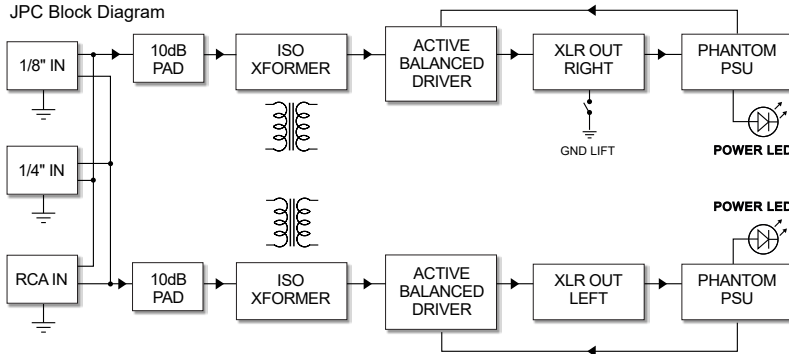 JPC Block Diagram
1/8" IN
10dB
PAD
ISO
XFORMER
ACTIVE
BALANCED
DRIVER
XLR OUT
RIGHT
PHANTOM
PSU
GND LIFT
POWER LED
1/4" IN
POWER LED
RCA IN
10dB
PAD
ISO
XFORMER
ACTIVE
BALANCED
DRIVER
XLR OUT
LEFT
PHANTOM
PSU